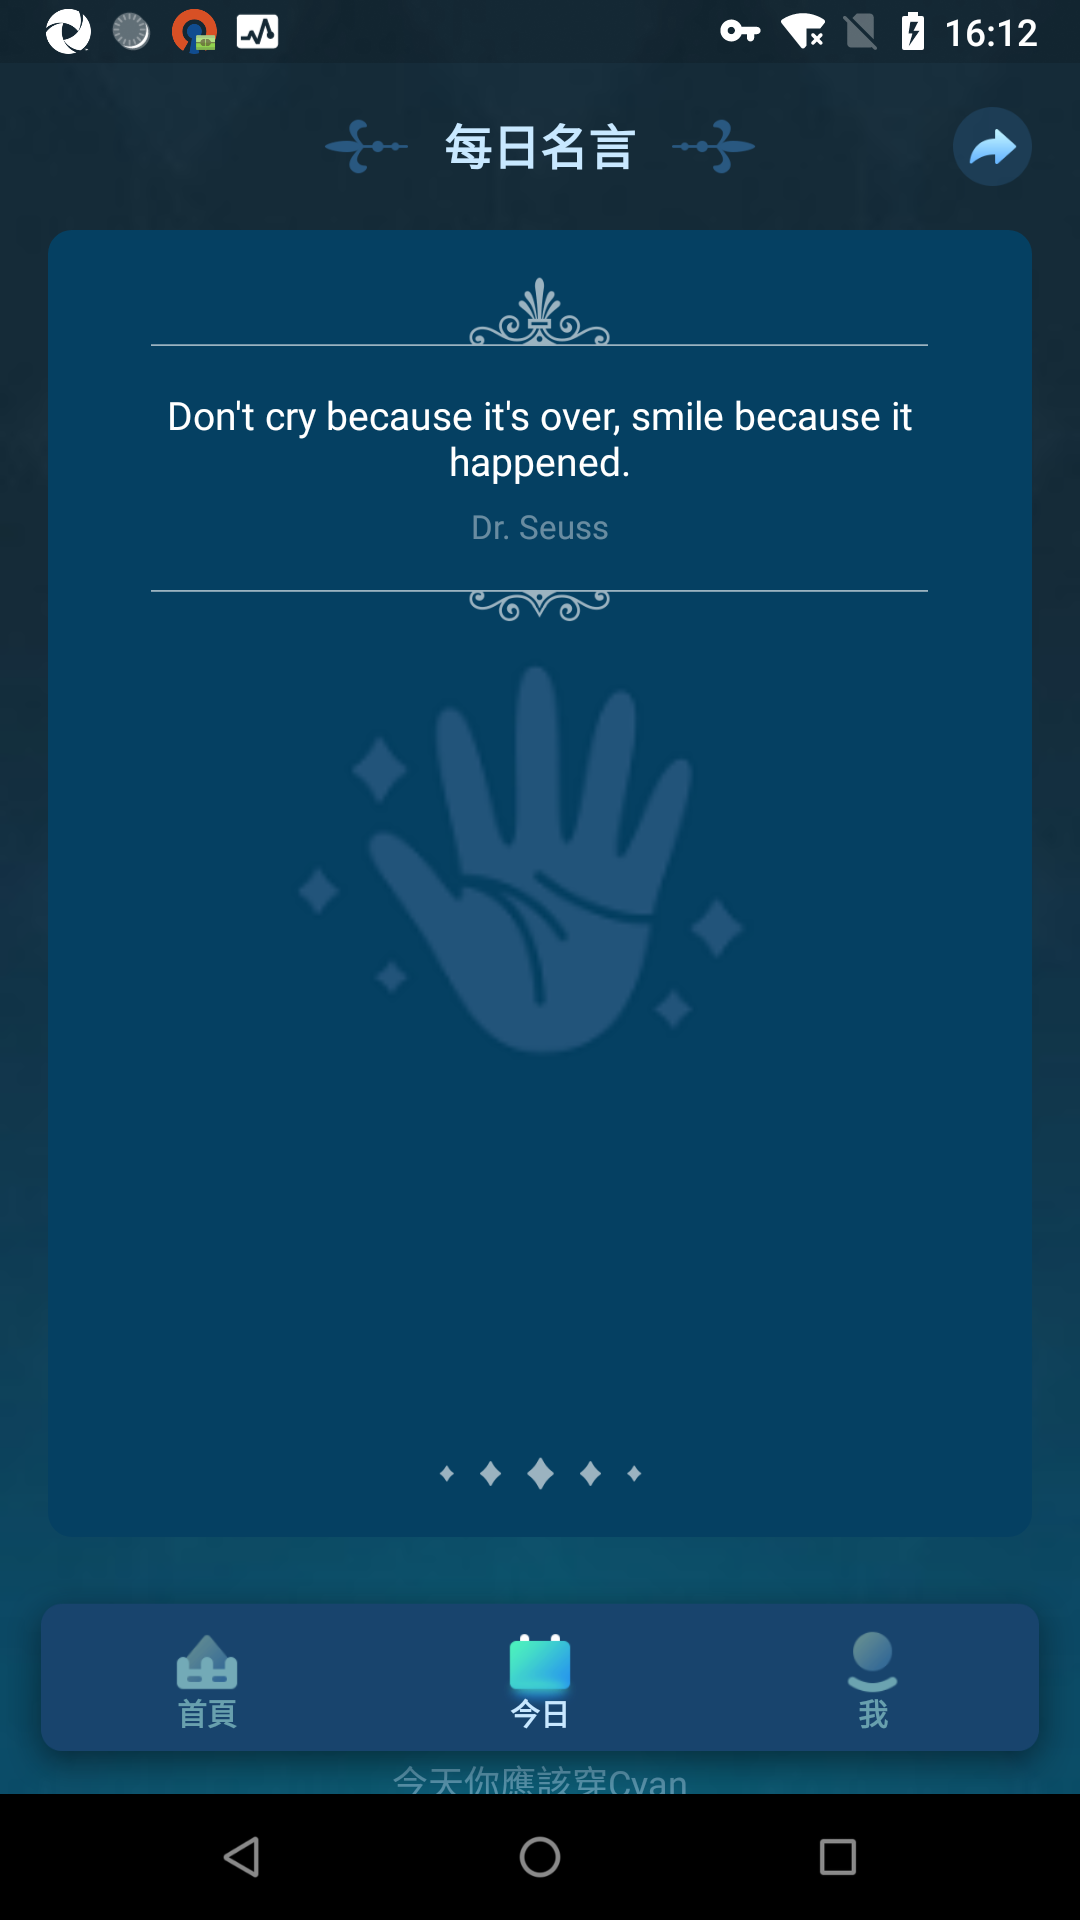 16:12
每日名言
Don't cry because it's over, smile because it
happened.
Dr. Seuss
首頁
今日
我
今天你應該穿Cyan